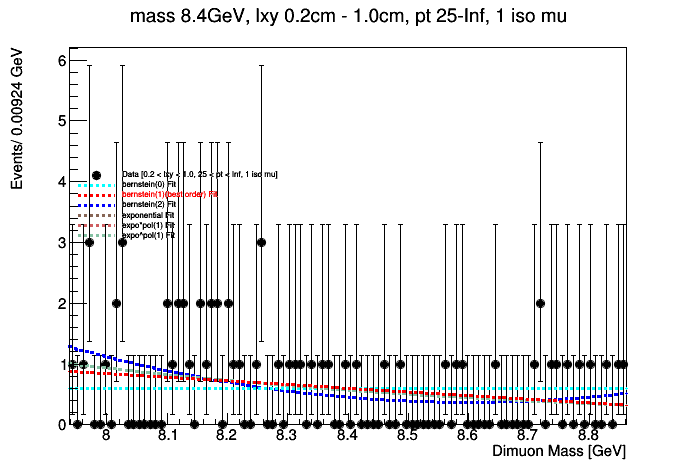 mass 8.4GeV, lxy 0.2cm - 1.0cm, pt 25-Inf, 1 iso mu
Events/ 0.00924 GeV
6
5
4
3
2
1
0
Data [0.2 < lxy < 1.0, 25 < pt < Inf, 1 iso mu]
bernstein(0) Fit
bernstein(1)(best order) Fit
bernstein(2) Fit
exponential Fit
expo*pol(1) Fit
expo*pol(1) Fit
8 8.1 8.2 8.3 8.4 8.5 8.6 8.7 8.8
Dimuon Mass [GeV]